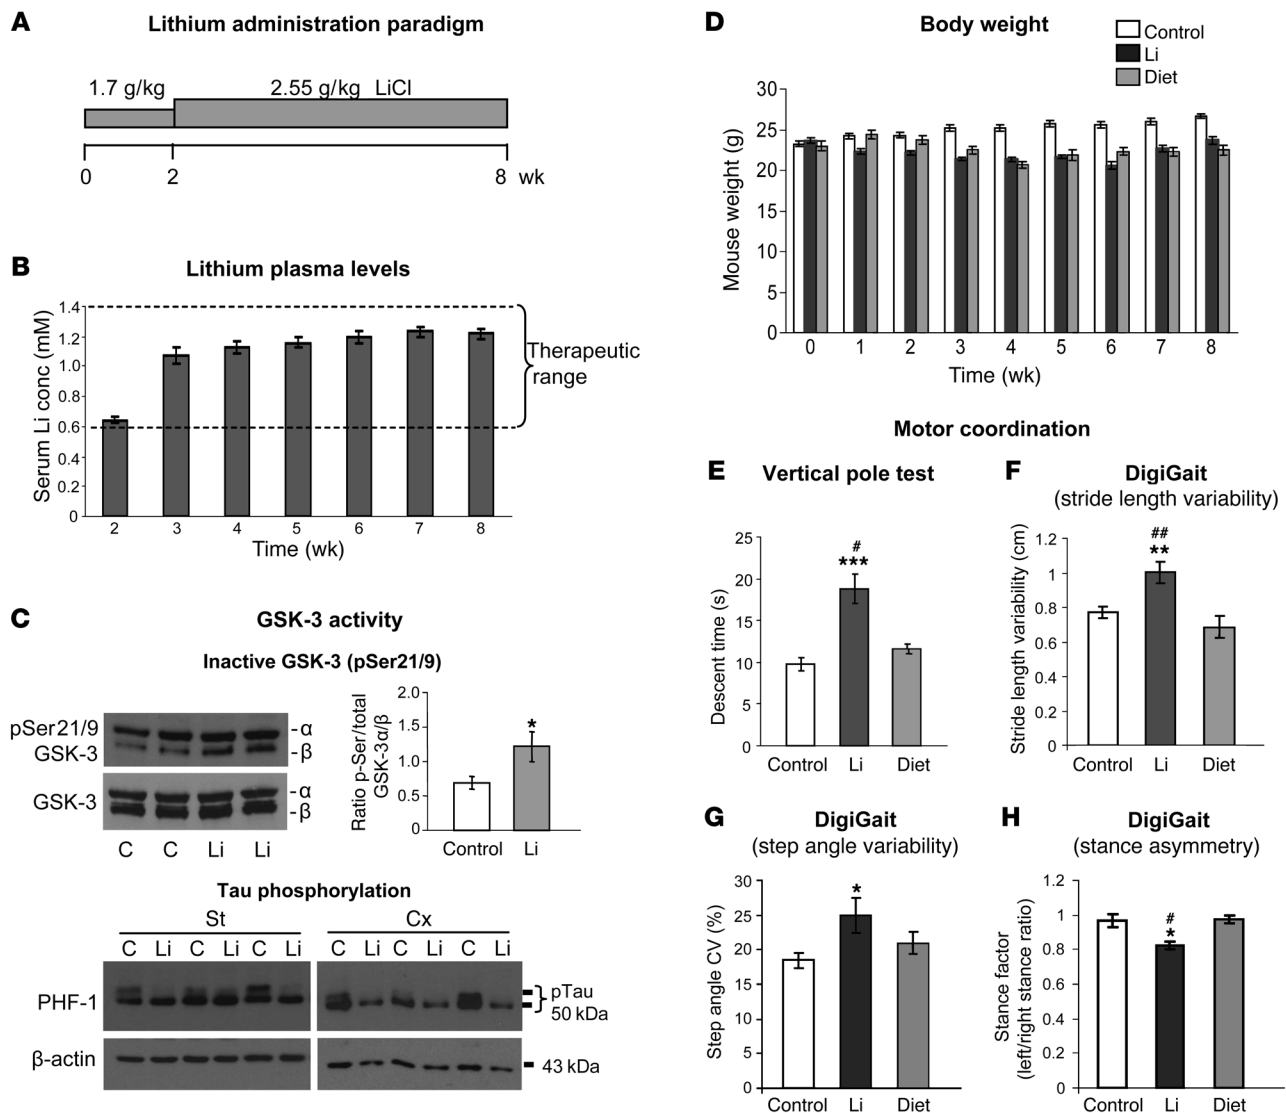 A
Lithium administration paradigm
1.7 g/kg
2.55 g/kg LiCl
0
2
8 wk
B
Lithium plasma levels
Serum Li conc (mM)
1.4
1.2
1.0
0.8
0.6
0.4
0.2
0
Therapeutic
range
2 3 4 5 6 7 8
Time (wk)
C
GSK-3 activity
Inactive GSK-3 (pSer21/9)
pSer21/9
GSK-3
-α
-β
GSK-3
-α
-β
C C Li Li
Ratio p-Ser/total
GSK-3α/β
2.0
1.5
1.0
0.5
0
*
Control Li
Tau phosphorylation
St Cx
C Li C Li C Li C Li C Li C Li
PHF-1
pTau
50 kDa
β-actin
43 kDa
D
Body weight
Control
Li
Diet
Mouse weight (g)
30
25
20
15
10
5
0
0 1 2 3 4 5 6 7 8
Time (wk)
Motor coordination
E
Vertical pole test
Descent time (s)
25
20
15
10
5
0
#
***
Control Li Diet
F
DigiGait
(stride length variability)
Stride length variability (cm)
1.2
1
0.8
0.6
0.4
0.2
0
##
**
Control Li Diet
G
DigiGait
(step angle variability)
Step angle CV (%)
30
25
20
15
10
5
0
*
Control Li Diet
H
DigiGait
(stance asymmetry)
Stance factor
(left/right stance ratio)
1.2
1
0.8
0.6
0.4
0.2
0
#
*
Control Li Diet